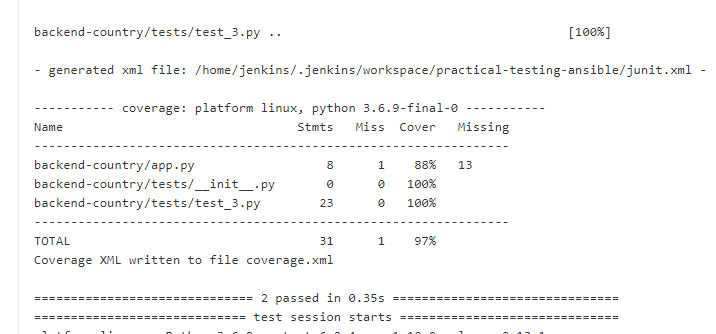 backend-country/tests/test_3.py .. [100%]
- generated xml file: /home/jenkins/.jenkins/workspace/practical-testing-ansible/junit.xml -
----------- coverage: platform linux, python 3.6.9-final-0 -----------
Name Stmts Miss Cover Missing
-----------------------------------------------------------------
backend-country/app.py 8 1 88% 13
backend-country/tests/__init__.py 0 0 100%
backend-country/tests/test_3.py 23 0 100%
-----------------------------------------------------------------
TOTAL 31 1 97%
Coverage XML written to file coverage.xml
============================== 2 passed in 0.35s ===============================
============================= test session starts ==============================